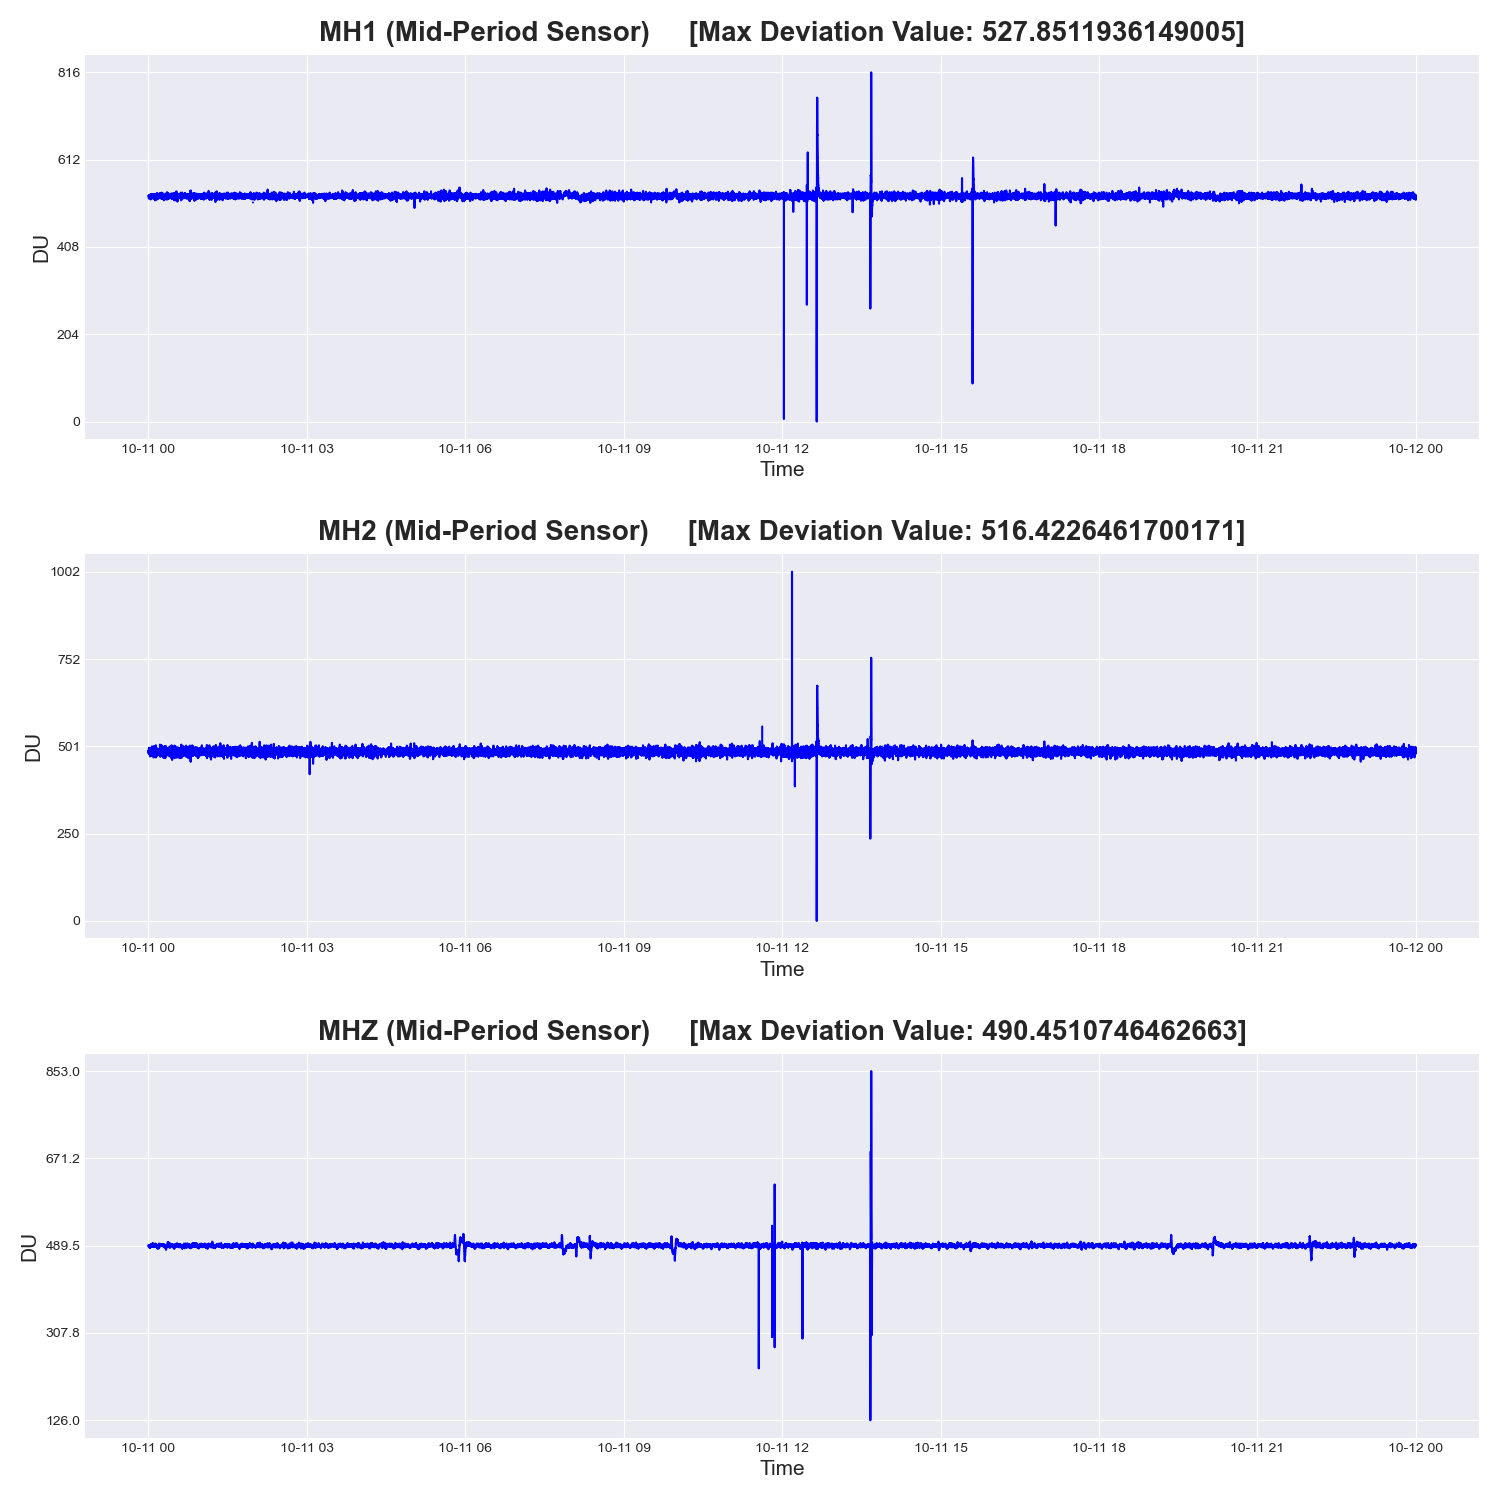 MH1 (Mid-Period Sensor) [Max Deviation Value: 527.8511936149005]
816
612
408
204
0
DU
10-11 00 10-11 03 10-11 06 10-11 09 10-11 12 10-11 15 10-11 18 10-11 21 10-12 00
Time
MH2 (Mid-Period Sensor) [Max Deviation Value: 516.4226461700171]
1002
752
501
250
0
DU
10-11 00 10-11 03 10-11 06 10-11 09 10-11 12 10-11 15 10-11 18 10-11 21 10-12 00
Time
MHZ (Mid-Period Sensor) [Max Deviation Value: 490.4510746462663]
853.0
671.2
489.5
307.8
126.0
DU
10-11 00 10-11 03 10-11 06 10-11 09 10-11 12 10-11 15 10-11 18 10-11 21 10-12 00
Time